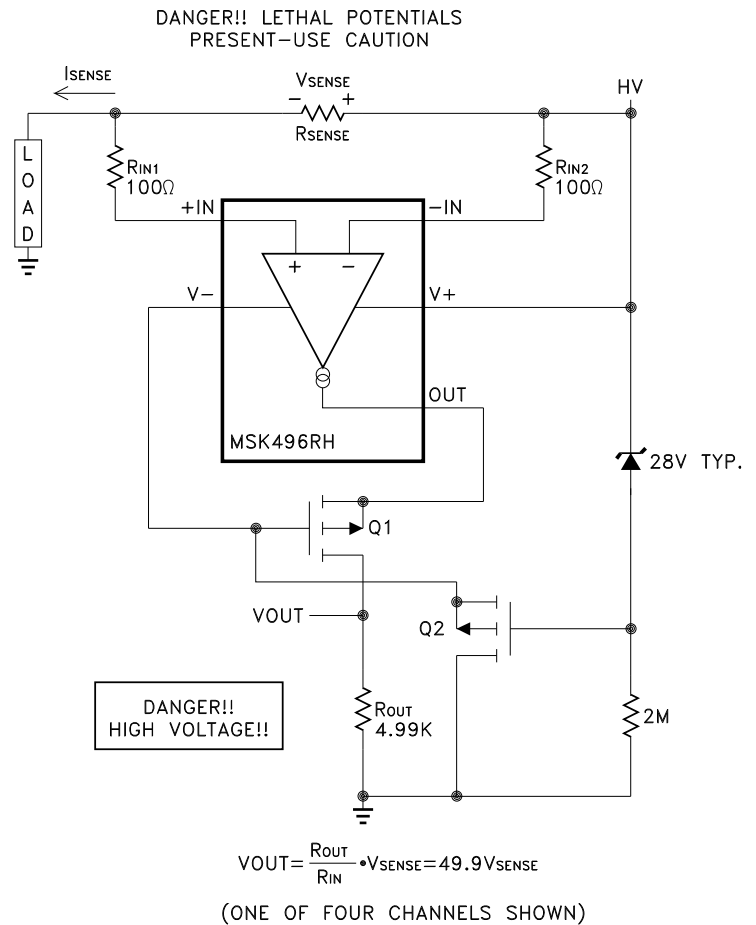 DANGER!! LETHAL POTENTIALS
PRESENT-USE CAUTION
ISENSE
VSENSE
HV
- +
RSENSE
LOAD
RIN1
100Ω
RIN2
100Ω
+IN
-IN
+ -
V-
V+
OUT
MSK496RH
28V TYP.
Q1
VOUT
Q2
DANGER!!
HIGH VOLTAGE!!
ROUT
4.99K
2M
VOUT=ROUT/RIN•VSENSE=49.9VSENSE
(ONE OF FOUR CHANNELS SHOWN)